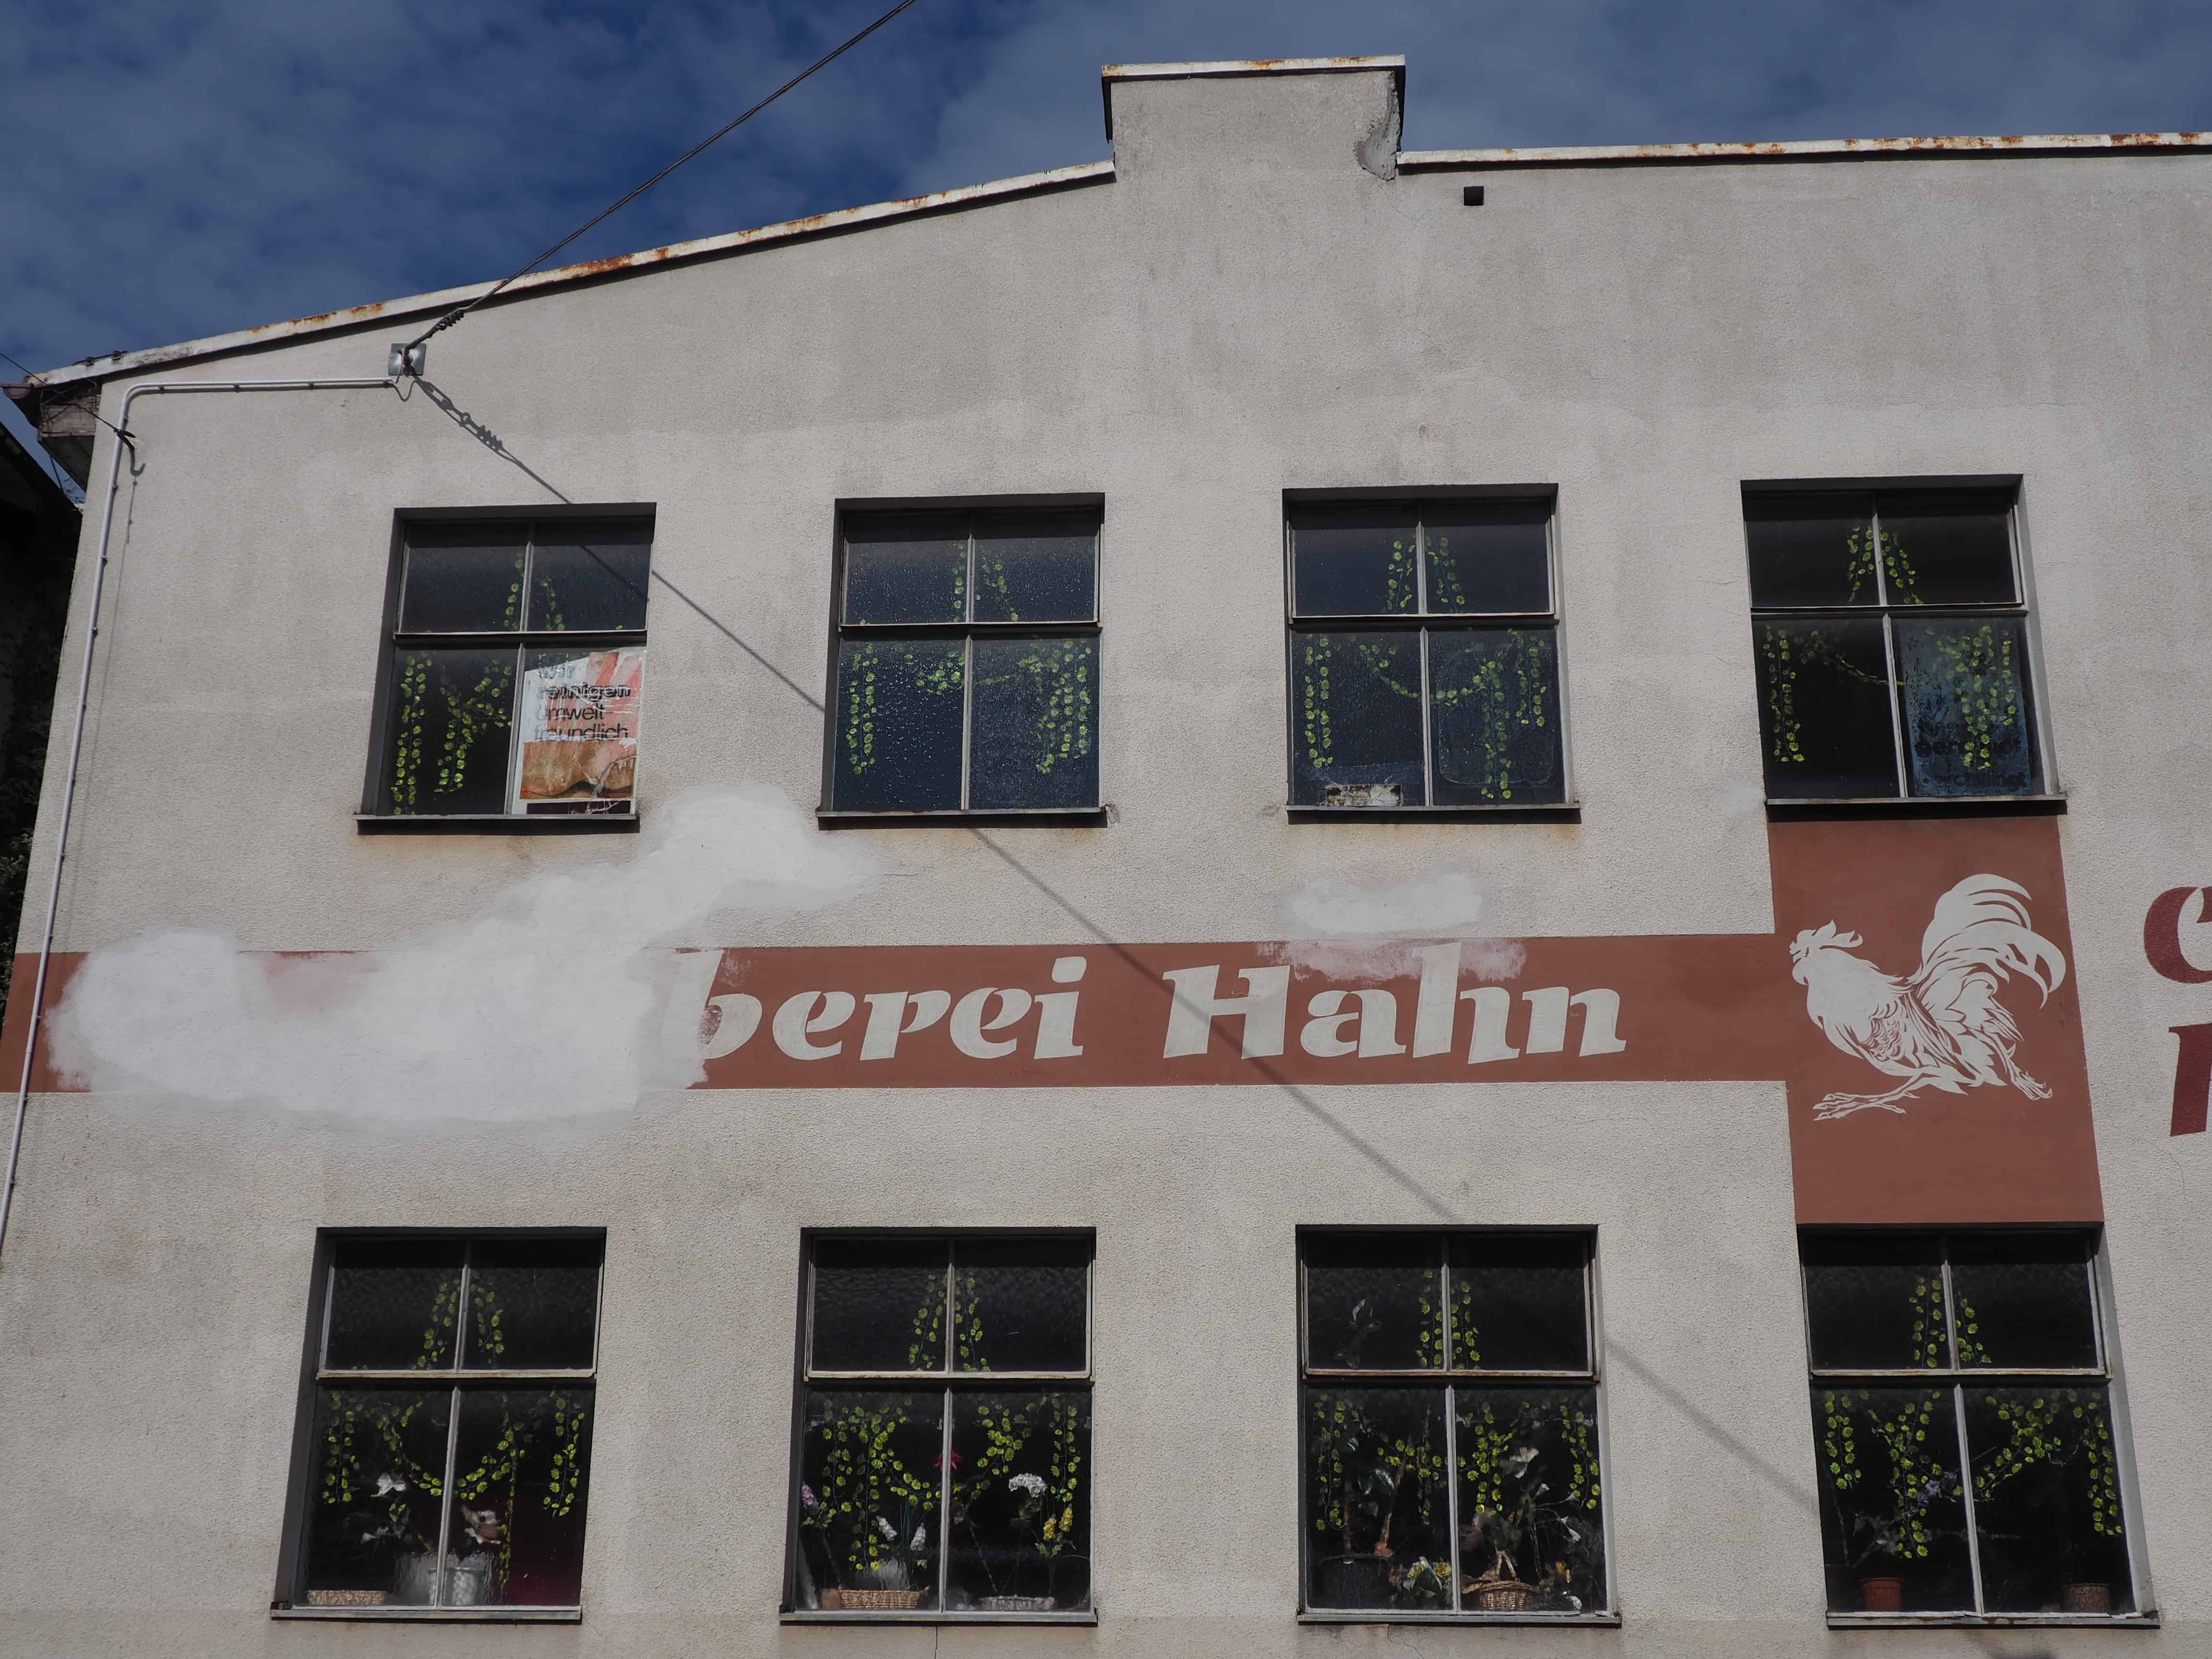 wir
reinigen
umwelt-
freundlich
berei Hahn